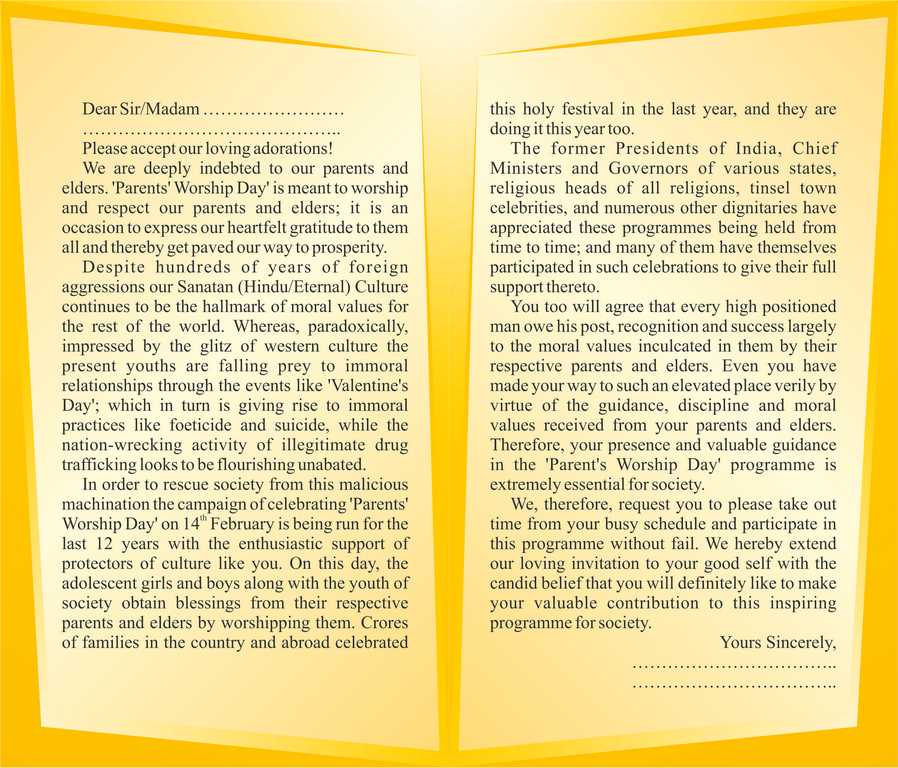 Dear Sir/Madam ……………………
……………………………………..
Please accept our loving adorations!
We are deeply indebted to our parents and
elders. 'Parents' Worship Day' is meant to worship
and respect our parents and elders; it is an
occasion to express our heartfelt gratitude to them
all and thereby get paved our way to prosperity.
Despite hundreds of years of foreign
aggressions our Sanatan (Hindu/Eternal) Culture
continues to be the hallmark of moral values for
the rest of the world. Whereas, paradoxically,
impressed by the glitz of western culture the
present youths are falling prey to immoral
relationships through the events like 'Valentine's
Day'; which in turn is giving rise to immoral
practices like foeticide and suicide, while the
nation-wrecking activity of illegitimate drug
trafficking looks to be flourishing unabated.
In order to rescue society from this malicious
machination the campaign of celebrating 'Parents'
Worship Day' on 14th February is being run for the
last 12 years with the enthusiastic support of
protectors of culture like you. On this day, the
adolescent girls and boys along with the youth of
society obtain blessings from their respective
parents and elders by worshipping them. Crores
of families in the country and abroad celebrated
this holy festival in the last year, and they are
doing it this year too.
The former Presidents of India, Chief
Ministers and Governors of various states,
religious heads of all religions, tinsel town
celebrities, and numerous other dignitaries have
appreciated these programmes being held from
time to time; and many of them have themselves
participated in such celebrations to give their full
support thereto.
You too will agree that every high positioned
man owe his post, recognition and success largely
to the moral values inculcated in them by their
respective parents and elders. Even you have
made your way to such an elevated place verily by
virtue of the guidance, discipline and moral
values received from your parents and elders.
Therefore, your presence and valuable guidance
in the 'Parent's Worship Day' programme is
extremely essential for society.
We, therefore, request you to please take out
time from your busy schedule and participate in
this programme without fail. We hereby extend
our loving invitation to your good self with the
candid belief that you will definitely like to make
your valuable contribution to this inspiring
programme for society.
Yours Sincerely,
……………………………..
……………………………..